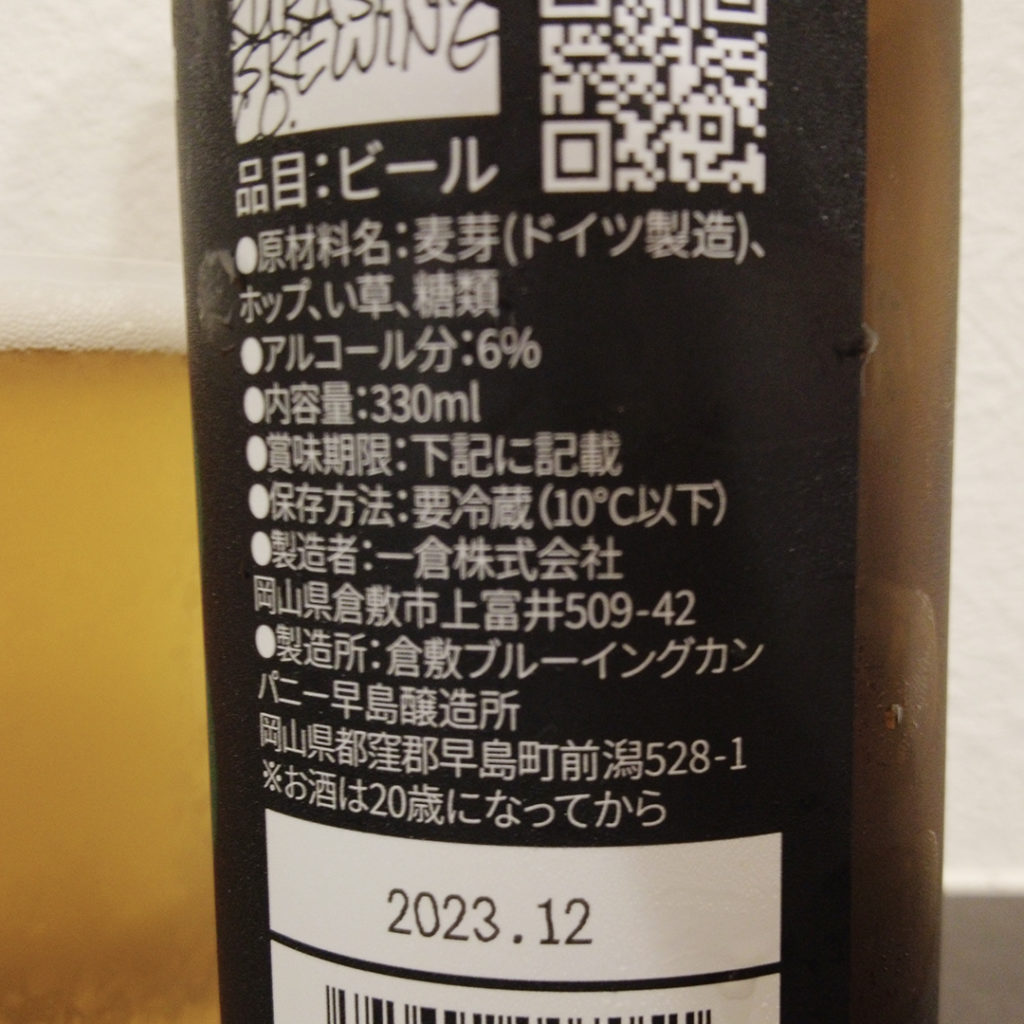 KURASHIKI
BREWING
CO.
品目:ビール
●原材料名:麦芽(ドイツ製造)、
ホップ、い草、糖類
●アルコール分:6%
●内容量:330ml
●賞味期限:下記に記載
●保存方法:要冷蔵(10℃以下)
●製造者:一倉株式会社
岡山県倉敷市上富井509-42
●製造所:倉敷ブルーイングカン
パニー早島醸造所
岡山県都窪郡早島町前潟528-1
※お酒は20歳になってから
2023.12